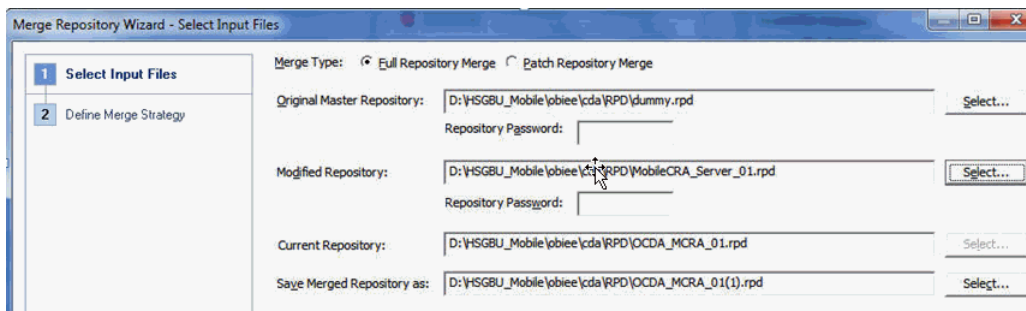 Merge Repository Wizard - Select Input Files
1 Select Input Files
2 Define Merge Strategy
Merge Type: Full Repository Merge Patch Repository Merge
Original Master Repository: D:\HSGBU_Mobile\obiee\cda\RPD\dummy.rpd Select...
Repository Password:
Modified Repository: D:\HSGBU_Mobile\obiee\cda\RPD\MobileCRA_Server_01.rpd Select...
Repository Password:
Current Repository: D:\HSGBU_Mobile\obiee\cda\RPD\OCDA_MCRA_01.rpd Select...
Save Merged Repository as: D:\HSGBU_Mobile\obiee\cda\RPD\OCDA_MCRA_01(1).rpd Select...